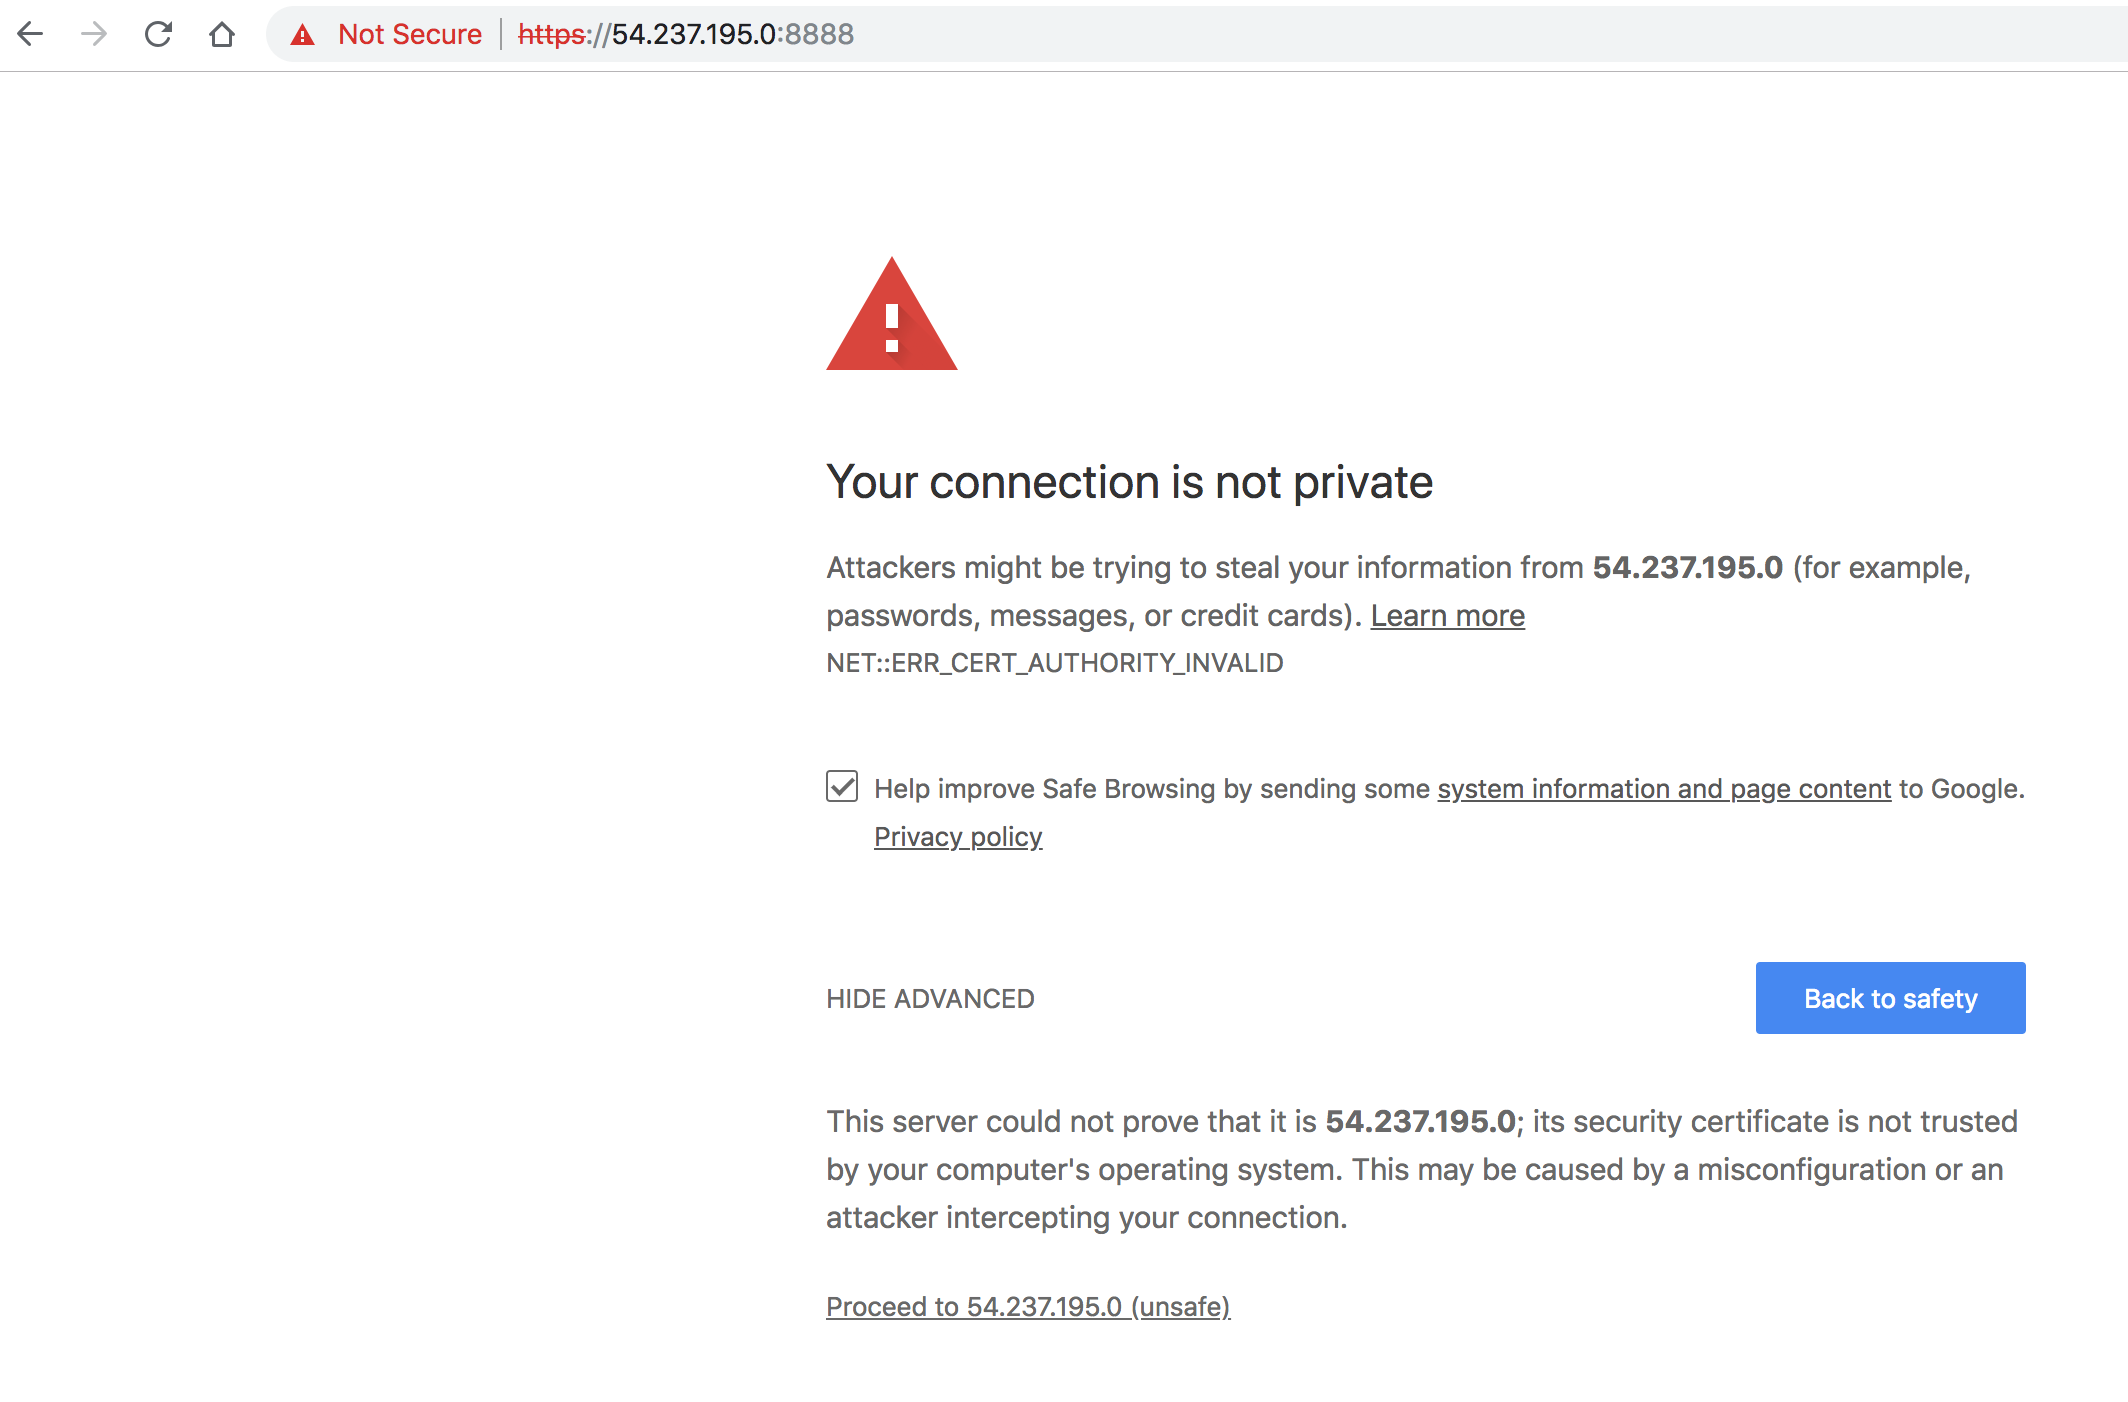 Not Secure | https://54.237.195.0:8888
Your connection is not private
Attackers might be trying to steal your information from 54.237.195.0 (for example,
passwords, messages, or credit cards). Learn more
NET::ERR_CERT_AUTHORITY_INVALID
Help improve Safe Browsing by sending some system information and page content to Google.
Privacy policy
HIDE ADVANCED
Back to safety
This server could not prove that it is 54.237.195.0; its security certificate is not trusted
by your computer's operating system. This may be caused by a misconfiguration or an
attacker intercepting your connection.
Proceed to 54.237.195.0 (unsafe)